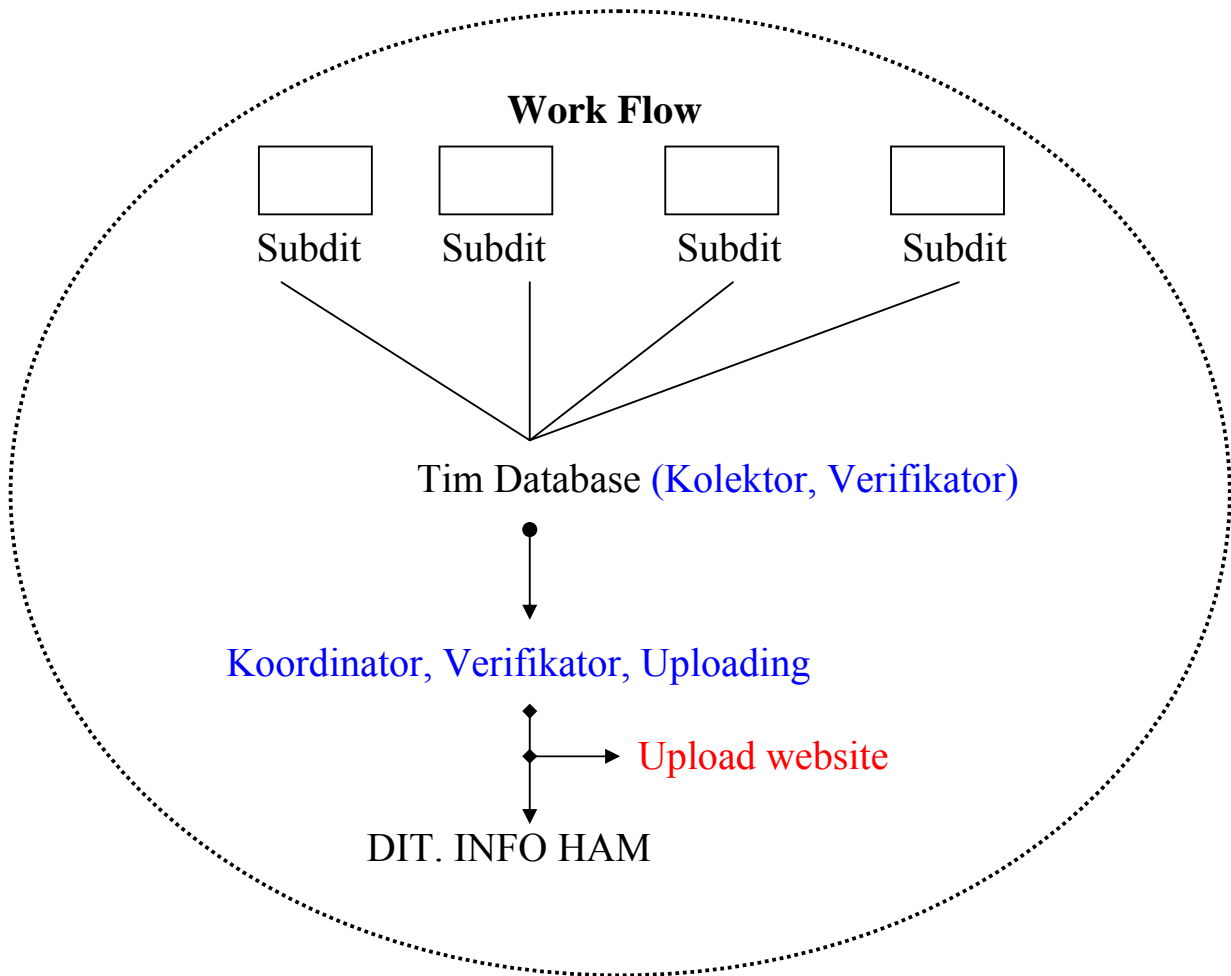 Work Flow
Subdit Subdit Subdit Subdit
Tim Database (Kolektor, Verifikator)
Koordinator, Verifikator, Uploading
Upload website
DIT. INFO HAM